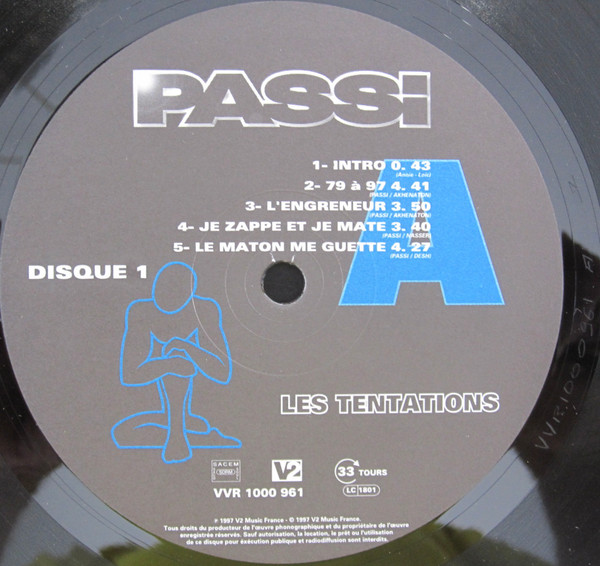 PASSi
1- INTRO 0. 43
2- 79 à 97 4. 41
(PASSI / AKHENATON)
3- L'ENGRENEUR 3. 50
(PASSI / AKHENATON)
4- JE ZAPPE ET JE MATE 3. 40
(PASSI / NASSER)
5- LE MATON ME GUETTE 4. 27
(PASSI / DESH)
A
DISQUE 1
LES TENTATIONS
SACEM
SDRM
V2
33 TOURS
VVR 1000 961
LC 1801
℗ 1997 V2 Music France - © 1997 V2 Music France.
Tous droits du producteur de l'œuvre phonographique et du propriétaire de l'œuvre
enregistrée réservés. Sauf autorisation, la location, le prêt ou l'utilisation
de ce disque pour éxécution publique et radiodiffusion sont interdits.
VVR1000961 A